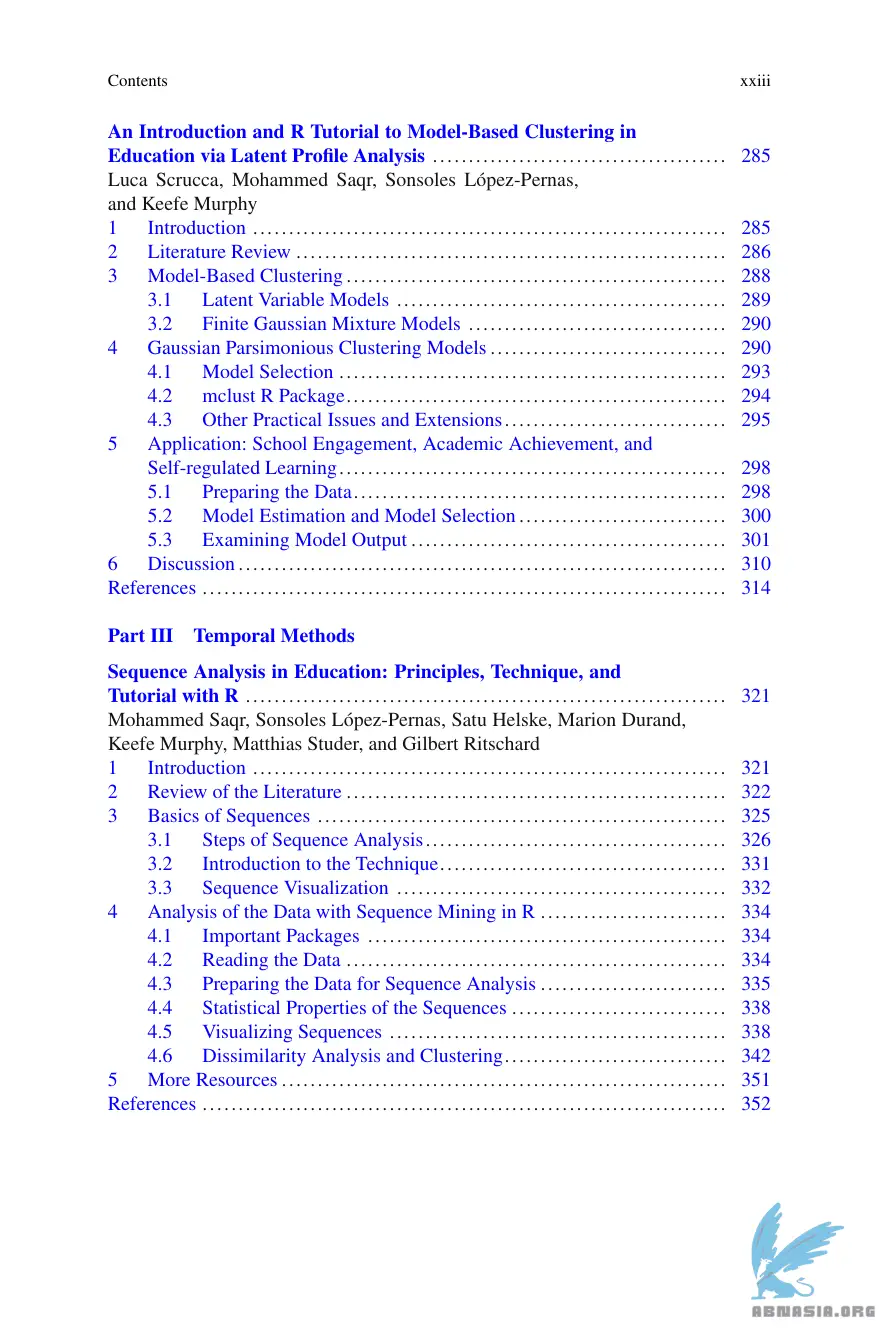 Contents xxiii
An Introduction and R Tutorial to Model-Based Clustering in
Education via Latent Profile Analysis ......................................... 285
Luca Scrucca, Mohammed Saqr, Sonsoles López-Pernas,
and Keefe Murphy
1 Introduction .................................................................. 285
2 Literature Review ............................................................ 286
3 Model-Based Clustering ..................................................... 288
3.1 Latent Variable Models .............................................. 289
3.2 Finite Gaussian Mixture Models .................................... 290
4 Gaussian Parsimonious Clustering Models ................................. 290
4.1 Model Selection ...................................................... 293
4.2 mclust R Package..................................................... 294
4.3 Other Practical Issues and Extensions............................... 295
5 Application: School Engagement, Academic Achievement, and
Self-regulated Learning...................................................... 298
5.1 Preparing the Data.................................................... 298
5.2 Model Estimation and Model Selection ............................. 300
5.3 Examining Model Output ............................................ 301
6 Discussion .................................................................... 310
References ......................................................................... 314
Part III Temporal Methods
Sequence Analysis in Education: Principles, Technique, and
Tutorial with R ................................................................... 321
Mohammed Saqr, Sonsoles López-Pernas, Satu Helske, Marion Durand,
Keefe Murphy, Matthias Studer, and Gilbert Ritschard
1 Introduction .................................................................. 321
2 Review of the Literature ..................................................... 322
3 Basics of Sequences ......................................................... 325
3.1 Steps of Sequence Analysis.......................................... 326
3.2 Introduction to the Technique........................................ 331
3.3 Sequence Visualization .............................................. 332
4 Analysis of the Data with Sequence Mining in R .......................... 334
4.1 Important Packages .................................................. 334
4.2 Reading the Data ..................................................... 334
4.3 Preparing the Data for Sequence Analysis .......................... 335
4.4 Statistical Properties of the Sequences .............................. 338
4.5 Visualizing Sequences ............................................... 338
4.6 Dissimilarity Analysis and Clustering............................... 342
5 More Resources .............................................................. 351
References ......................................................................... 352
ABNASIA.ORG